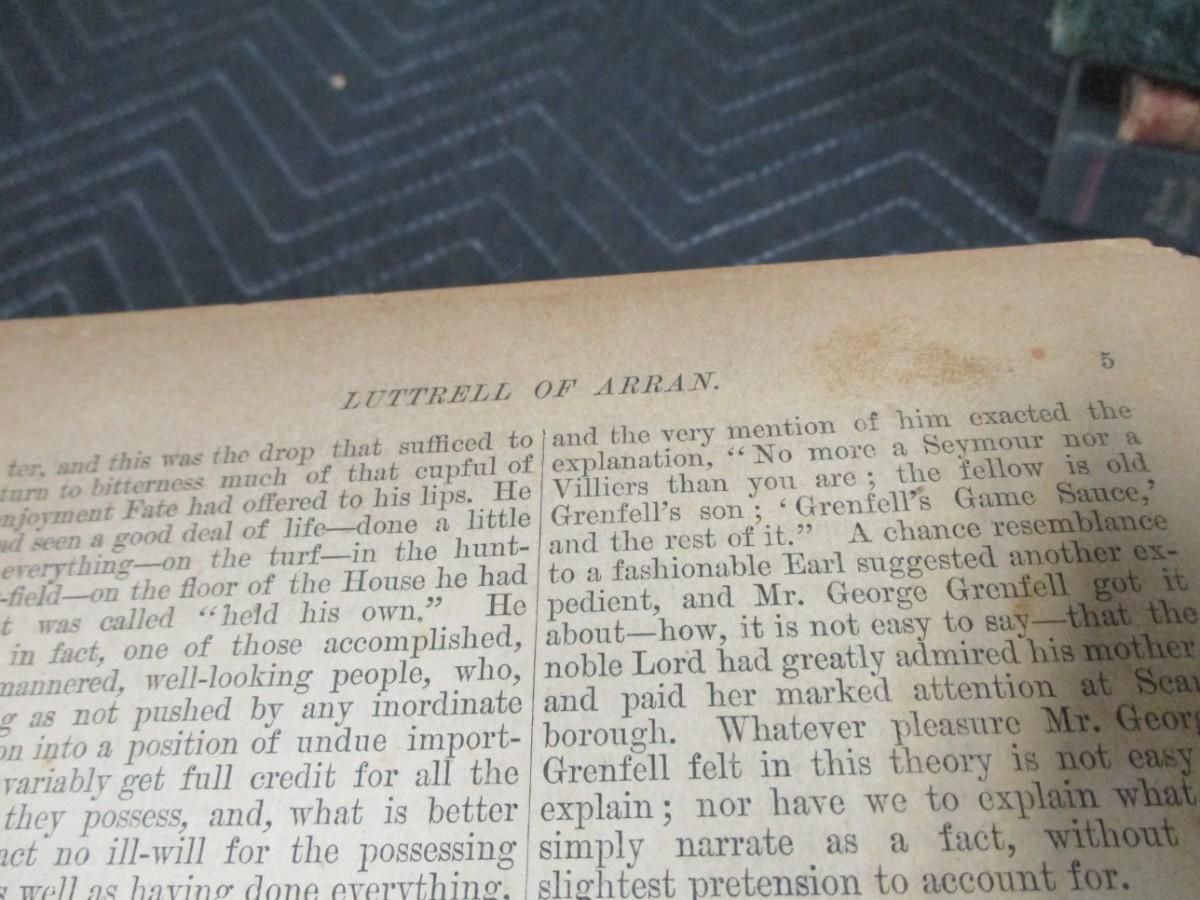 LUTTRELL OF ARRAN.
5
ter, and this was the drop that sufficed to
turn to bitterness much of that cupful of
enjoyment Fate had offered to his lips. He
had seen a good deal of life—done a little
everything—on the turf—in the hunt-
-field—on the floor of the House he had
t was called "held his own." He
in fact, one of those accomplished,
mannered, well-looking people, who,
g as not pushed by any inordinate
on into a position of undue import-
variably get full credit for all the
they possess, and, what is better
act no ill-will for the possessing
s well as having done everything,
and the very mention of him exacted the
explanation, "No more a Seymour nor a
Villiers than you are; the fellow is old
Grenfell's son; 'Grenfell's Game Sauce,'
and the rest of it." A chance resemblance
to a fashionable Earl suggested another ex-
pedient, and Mr. George Grenfell got it
about—how, it is not easy to say—that the
noble Lord had greatly admired his mother
and paid her marked attention at Scar
borough. Whatever pleasure Mr. Georg
Grenfell felt in this theory is not easy
explain; nor have we to explain what
simply narrate as a fact, without
slightest pretension to account for.